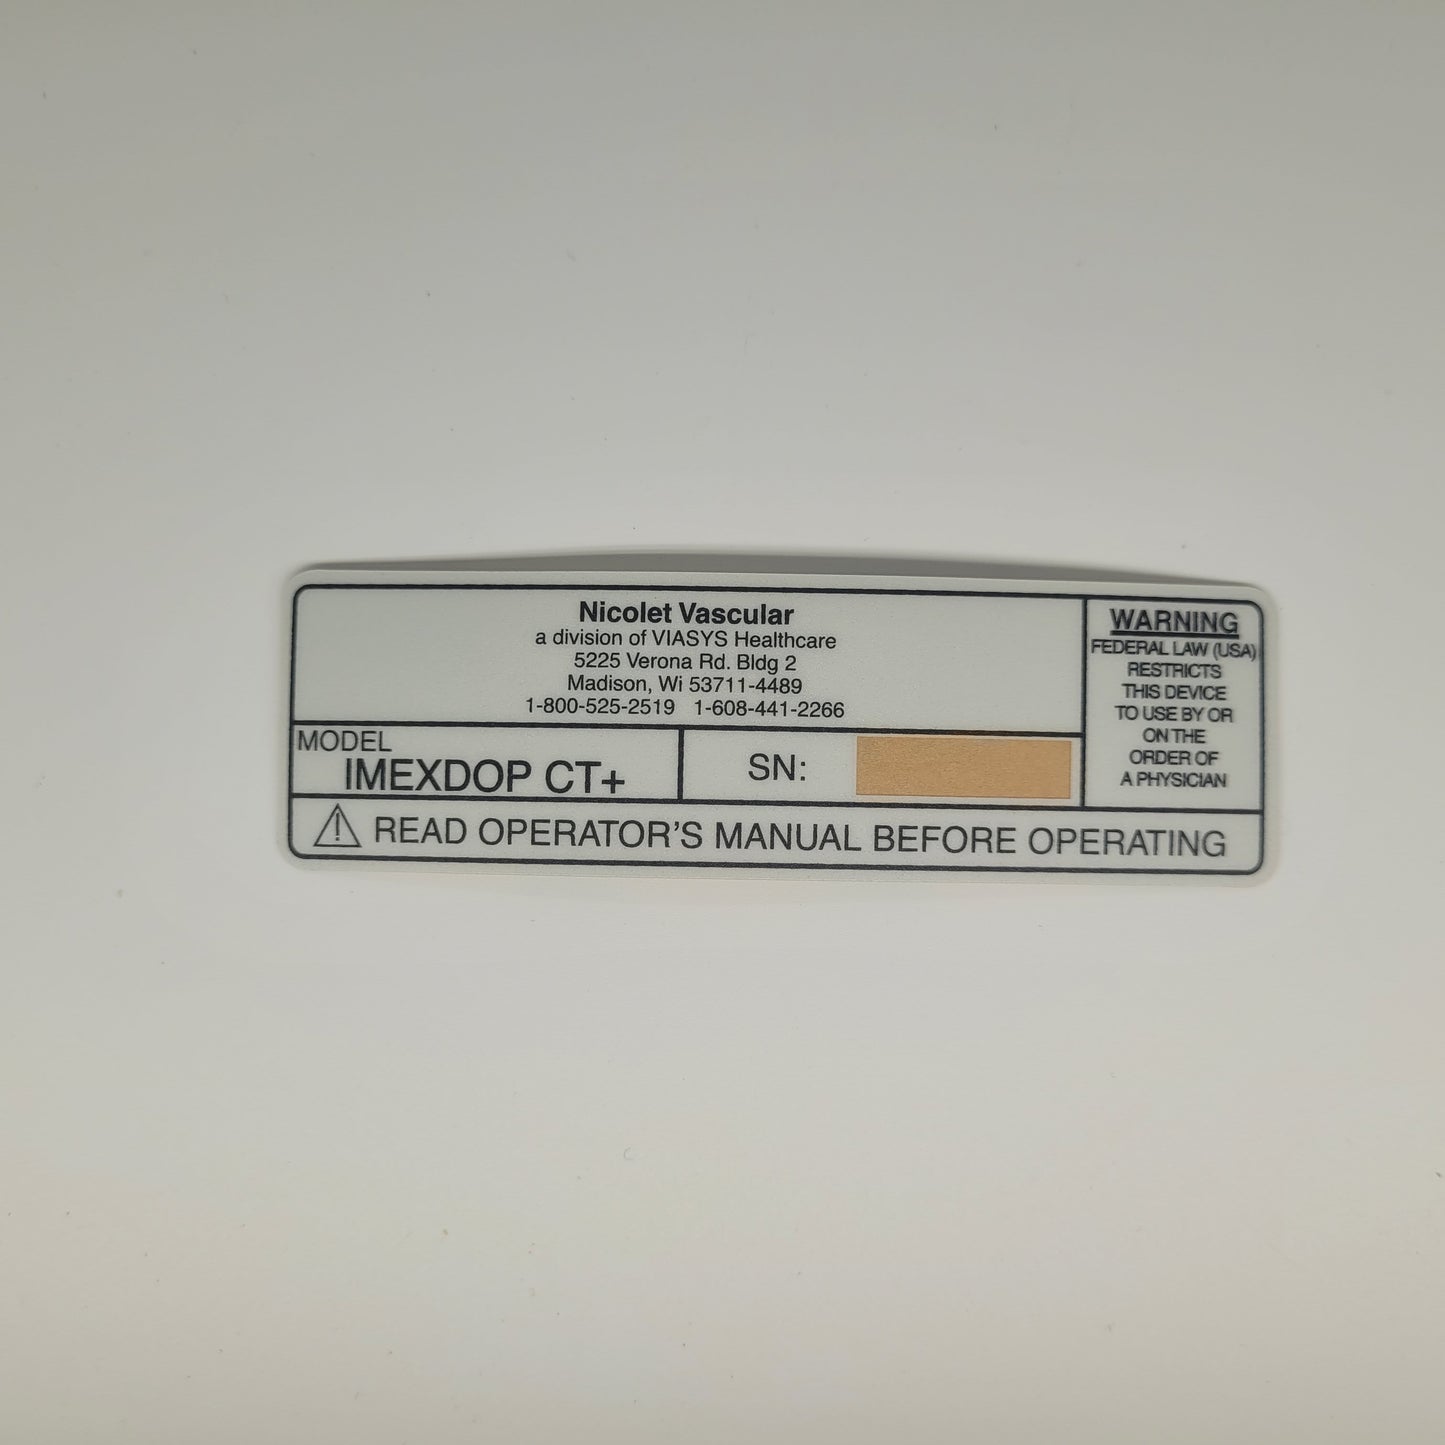 Nicolet Vascular
a division of VIASYS Healthcare
5225 Verona Rd. Bldg 2
Madison, Wi 53711-4489
1-800-525-2519 1-608-441-2266
WARNING
FEDERAL LAW (USA)
RESTRICTS
THIS DEVICE
TO USE BY OR
ON THE
ORDER OF
A PHYSICIAN
MODEL
IMEXDOP CT+
SN:
READ OPERATOR'S MANUAL BEFORE OPERATING